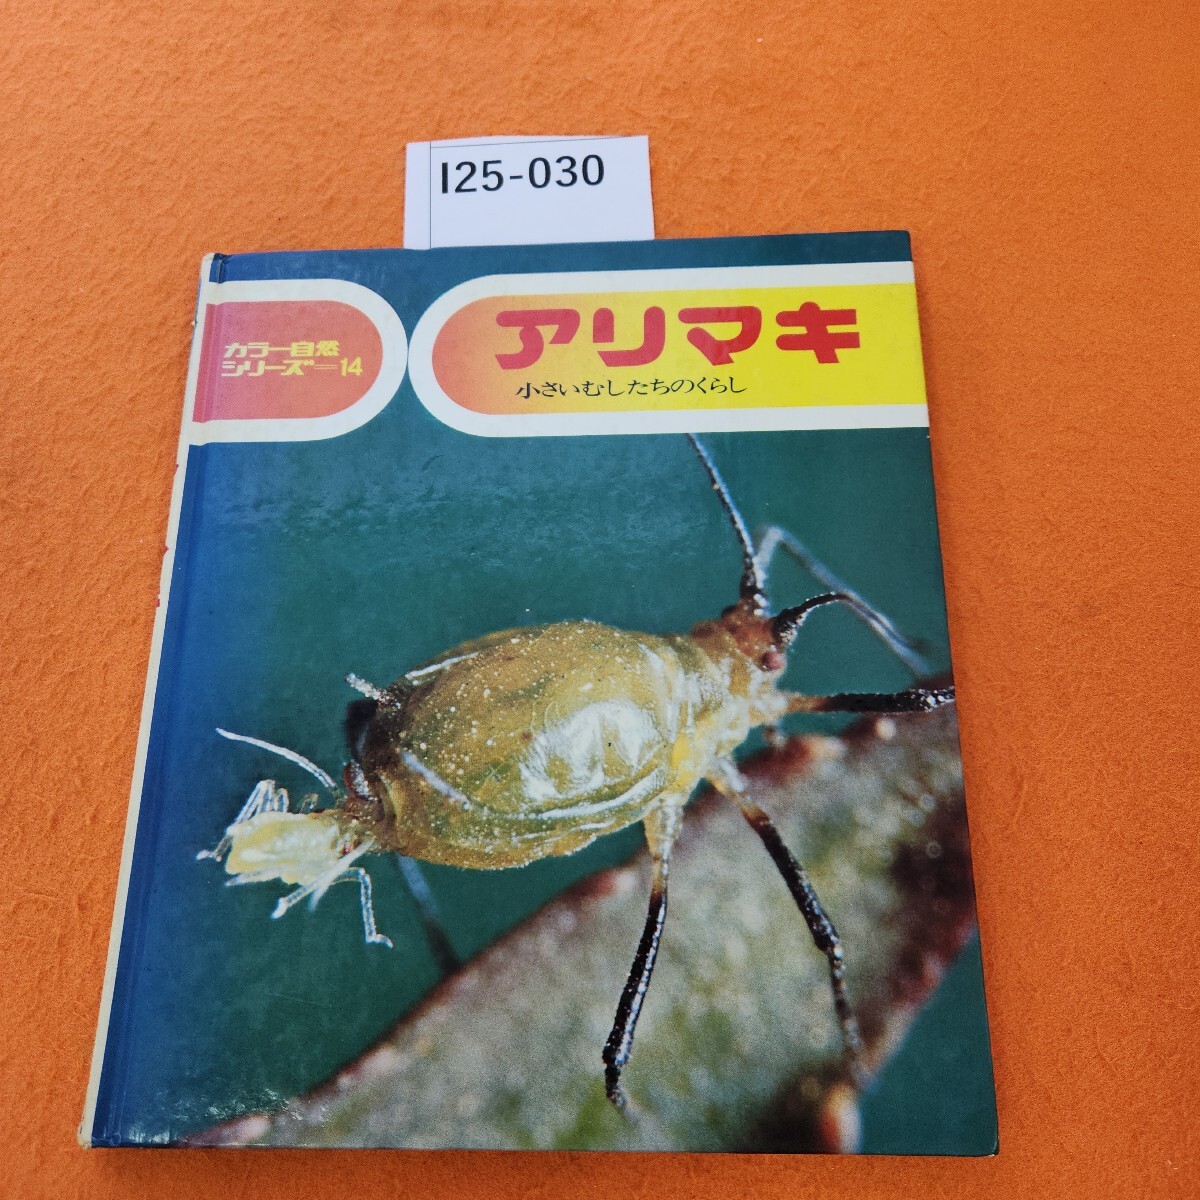 I25-030
カラー自然
シリーズ=14
アリマキ
小さいむしたちのくらし